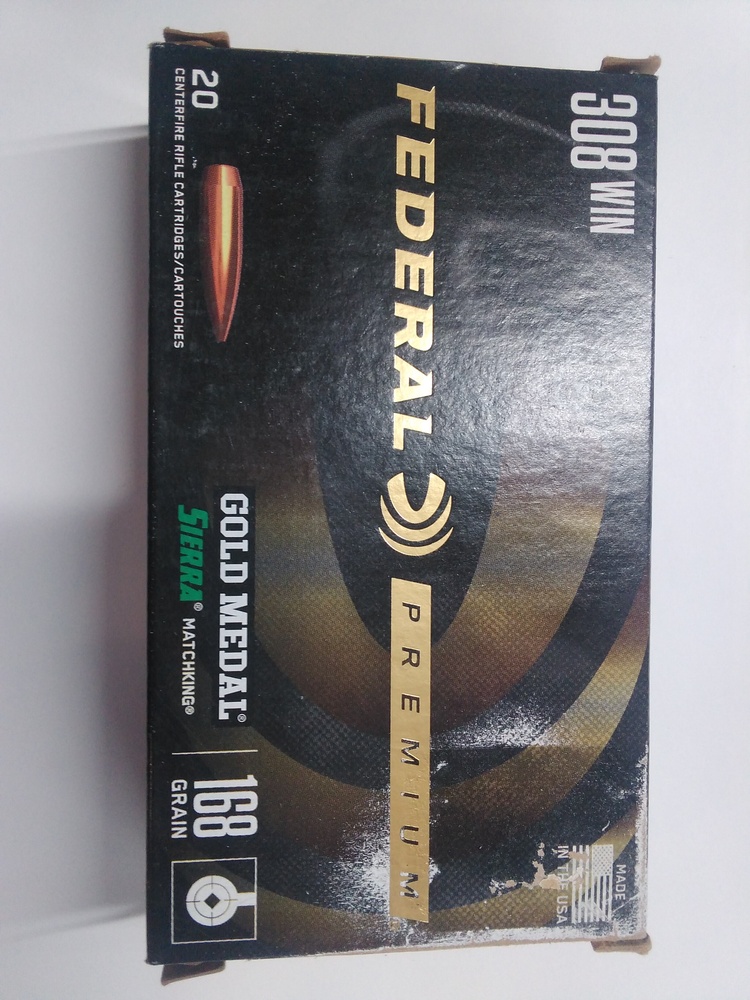 308 WIN
FEDERAL PREMIUM
MADE
IN THE USA
20
CENTERFIRE RIFLE CARTRIDGES/CARTOUCHES
GOLD MEDAL®
SIERRA® MATCHKING®
168
GRAIN